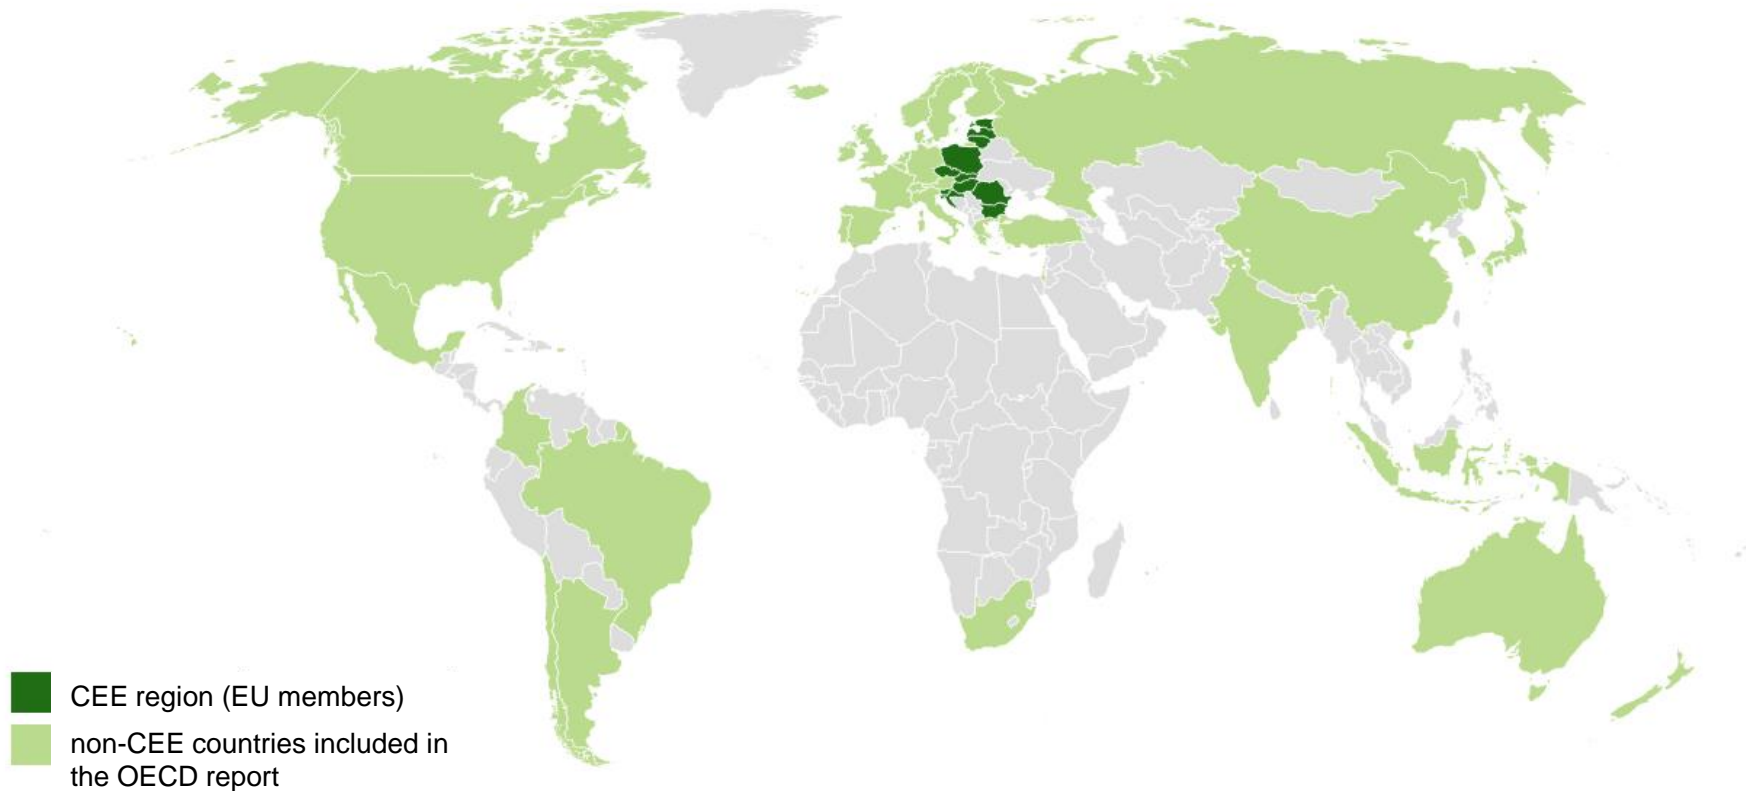 CEE region (EU members)
non-CEE countries included in
the OECD report